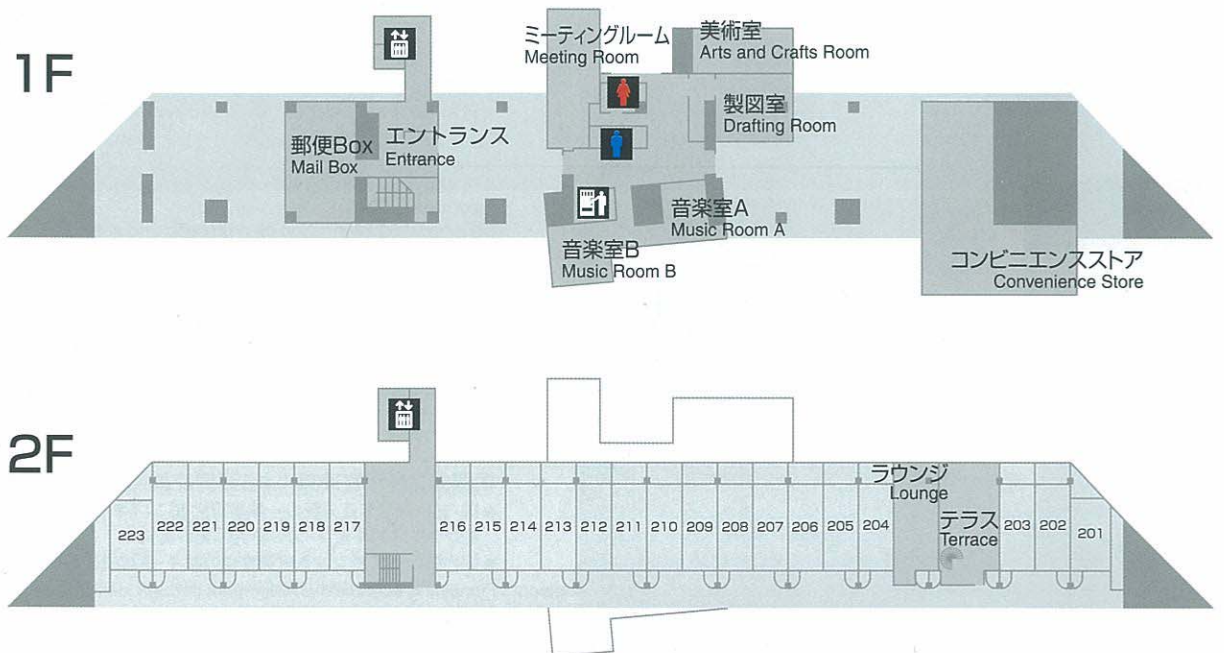 1F
ミーティングルーム
Meeting Room
美術室
Arts and Crafts Room
製図室
Drafting Room
郵便Box
Mail Box
エントランス
Entrance
音楽室A
Music Room A
音楽室B
Music Room B
コンビニエンスストア
Convenience Store
2F
ラウンジ
Lounge
テラス
Terrace
223 222 221 220 219 218 217 216 215 214 213 212 211 210 209 208 207 206 205 204 203 202 201